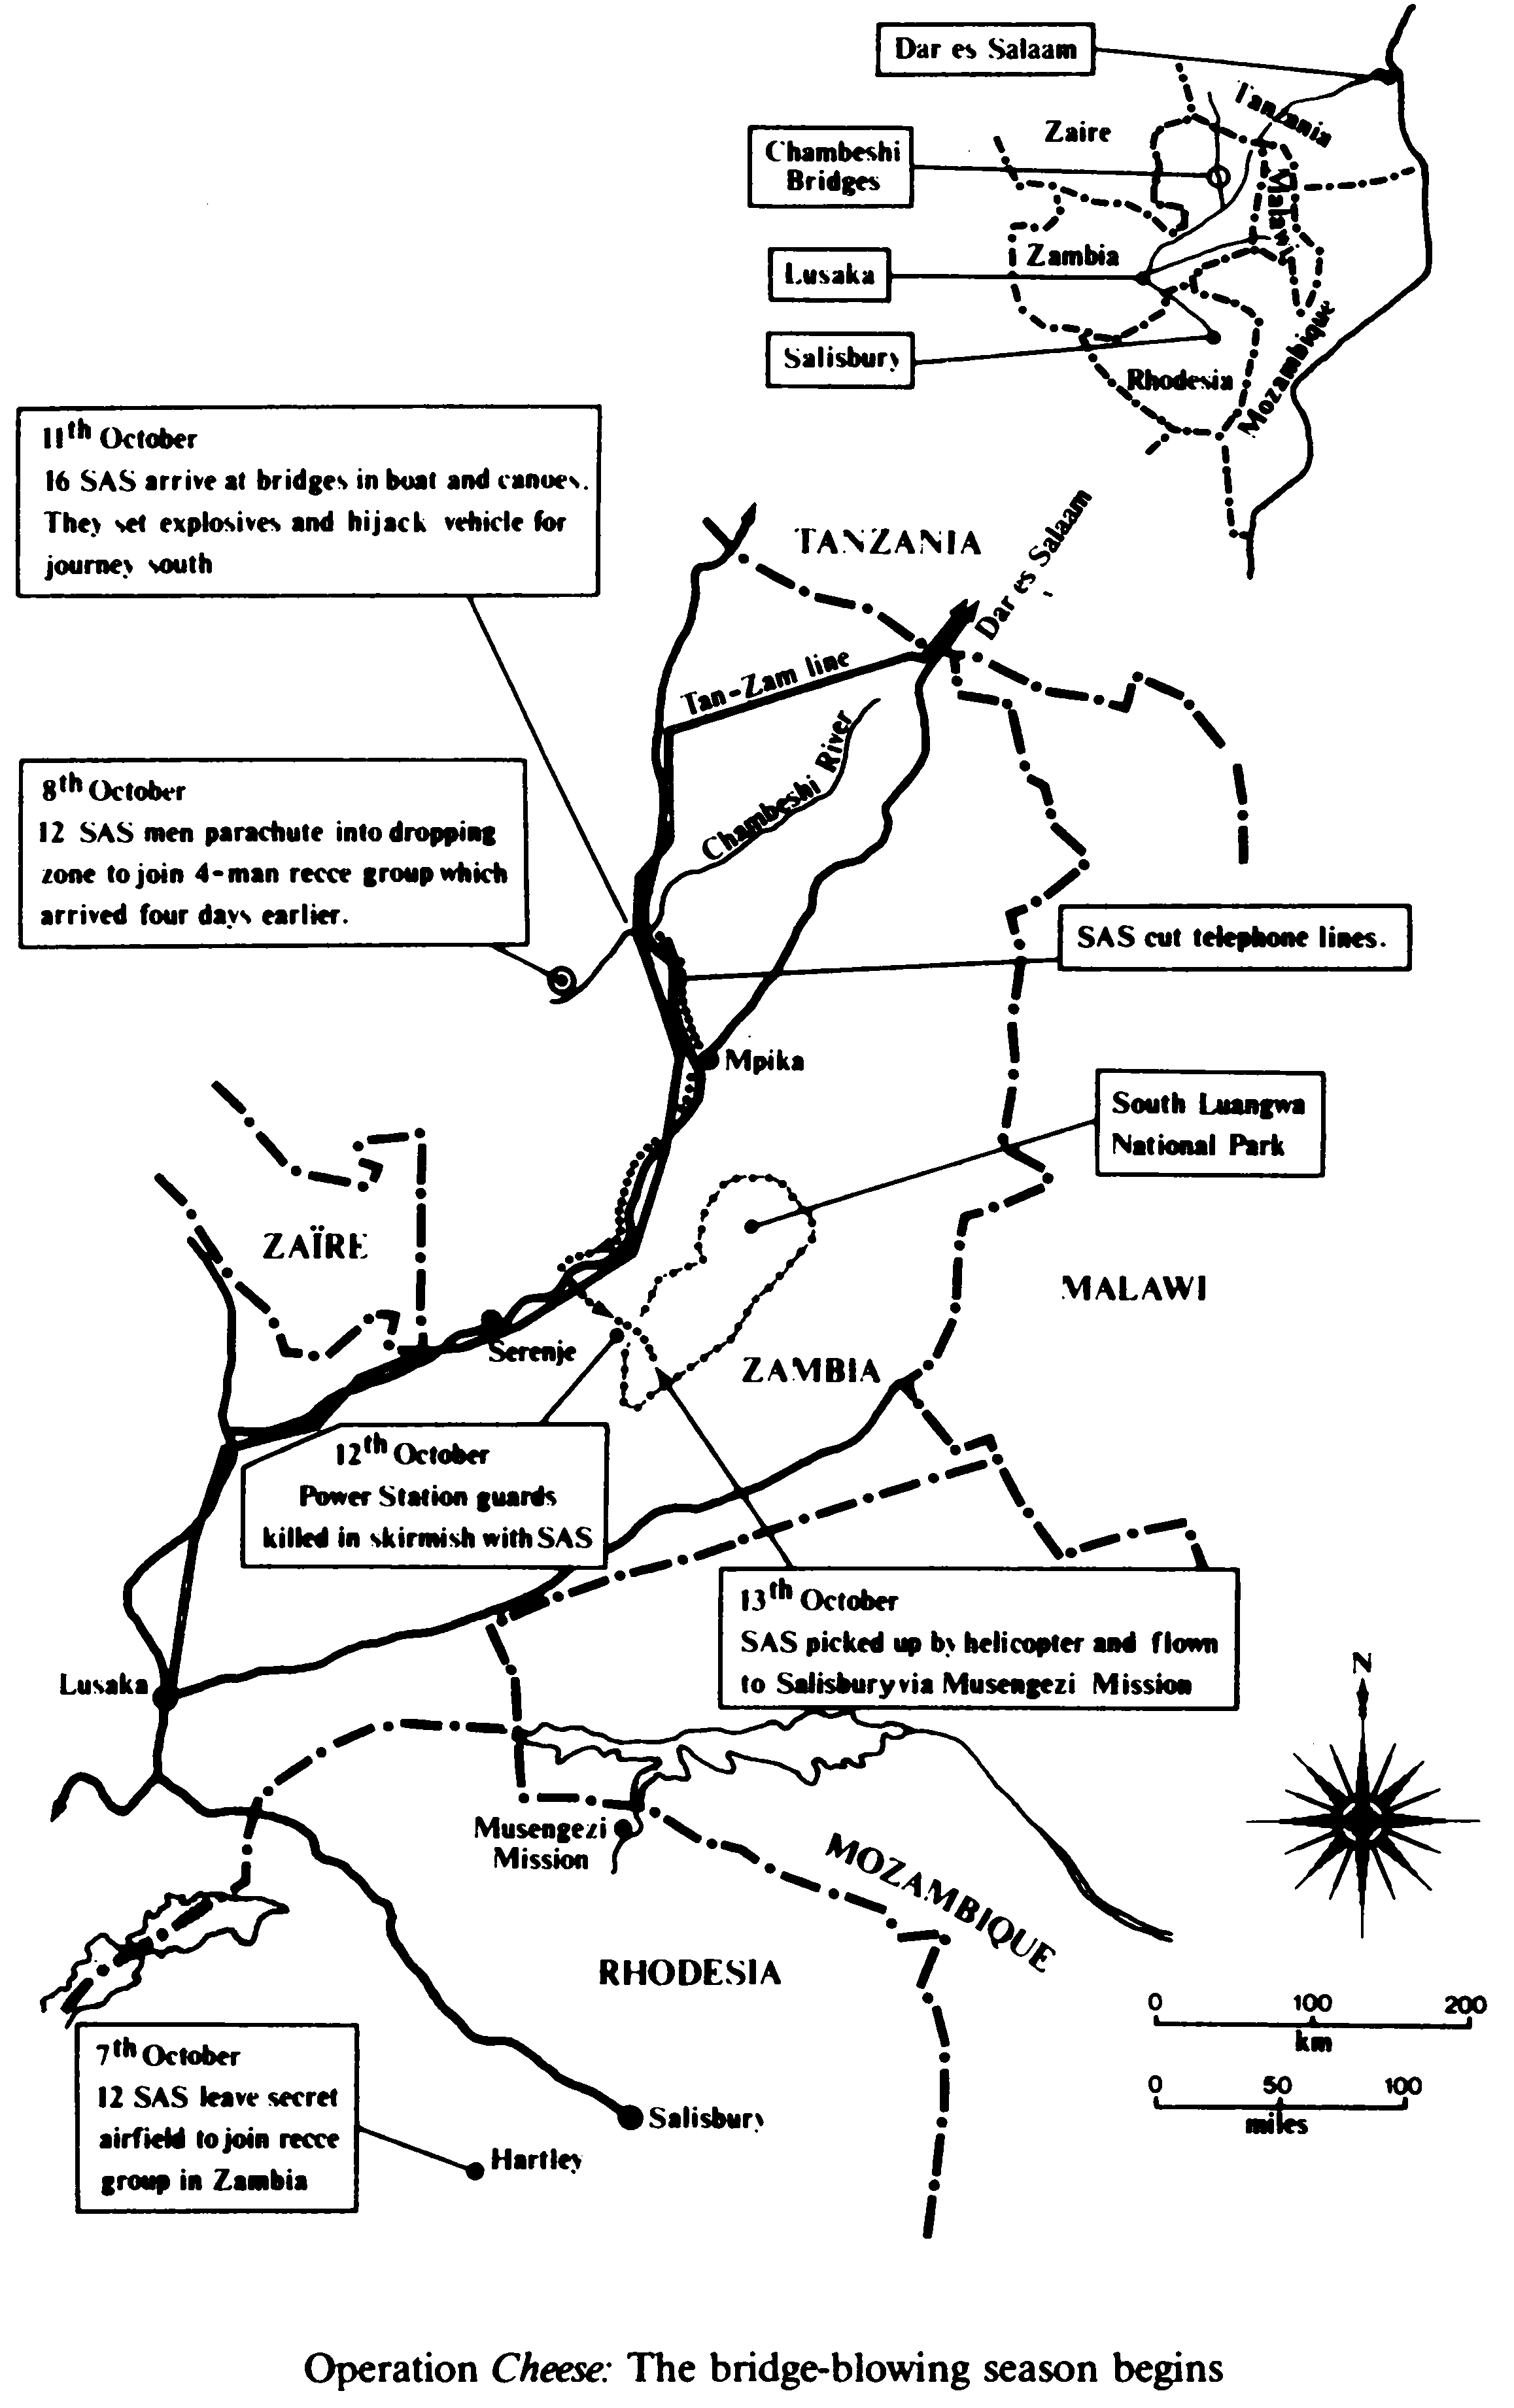 Dar es Salaam
Tanzania
Zaire
Chambeshi
Bridges
Malawi
Zambia
Lusaka
Salisbury
Rhodesia
Mozambique
11th October
16 SAS arrive at bridges in boat and canoes.
They set explosives and hijack vehicle for
journey south
TANZANIA
Dar es Salaam
Tan-Zam line
Chambeshi River
8th October
12 SAS men parachute into dropping
zone to join 4-man recce group which
arrived four days earlier.
SAS cut telephone lines.
Mpika
South Luangwa
National Park
ZAÏRE
MALAWI
Serenje
ZAMBIA
12th October
Power Station guards
killed in skirmish with SAS
13th October
SAS picked up by helicopter and flown
to Salisbury via Musengezi Mission
Lusaka
N
Musengezi
Mission
MOZAMBIQUE
RHODESIA
0 100 200
km
0 50 100
miles
7th October
12 SAS leave secret
airfield to join recce
group in Zambia
Salisbury
Hartley
Operation Cheese: The bridge-blowing season begins